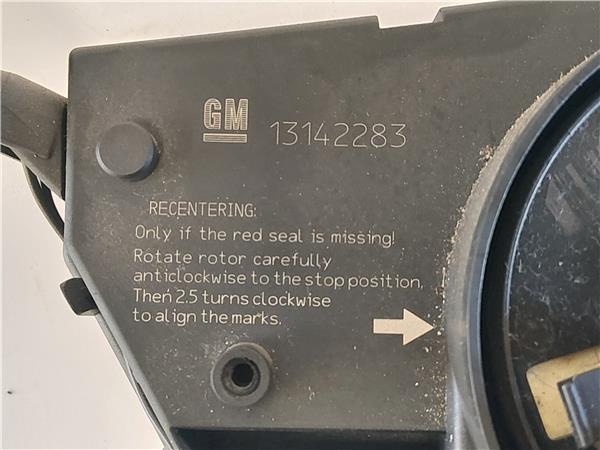 GM 13142283
RECENTERING:
Only if the red seal is missing!
Rotate rotor carefully
anticlockwise to the stop position,
Then 2.5 turns clockwise
to align the marks.